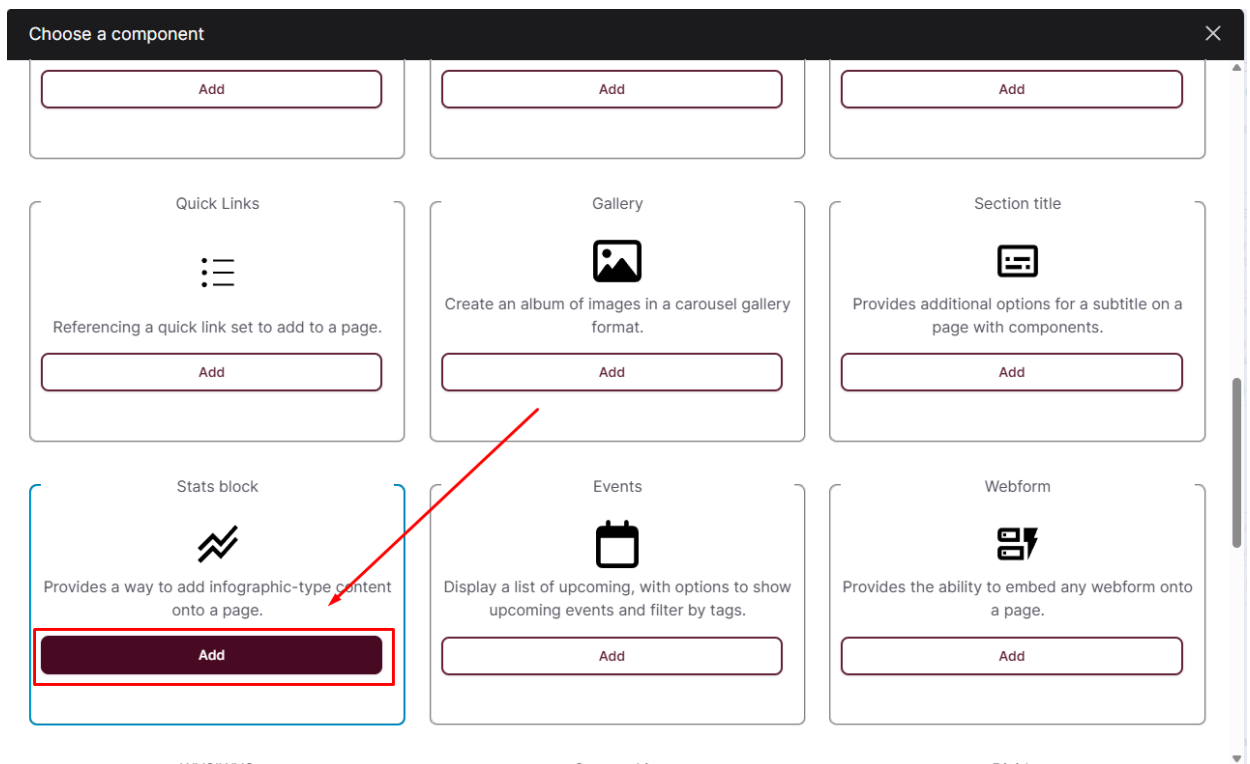 Choose a component
Add
Add
Add
Quick Links
Gallery
Section title
Referencing a quick link set to add to a page.
Create an album of images in a carousel gallery
format.
Provides additional options for a subtitle on a
page with components.
Add
Add
Add
Stats block
Events
Webform
Provides a way to add infographic-type content
onto a page.
Display a list of upcoming, with options to show
upcoming events and filter by tags.
Provides the ability to embed any webform onto
a page.
Add
Add
Add